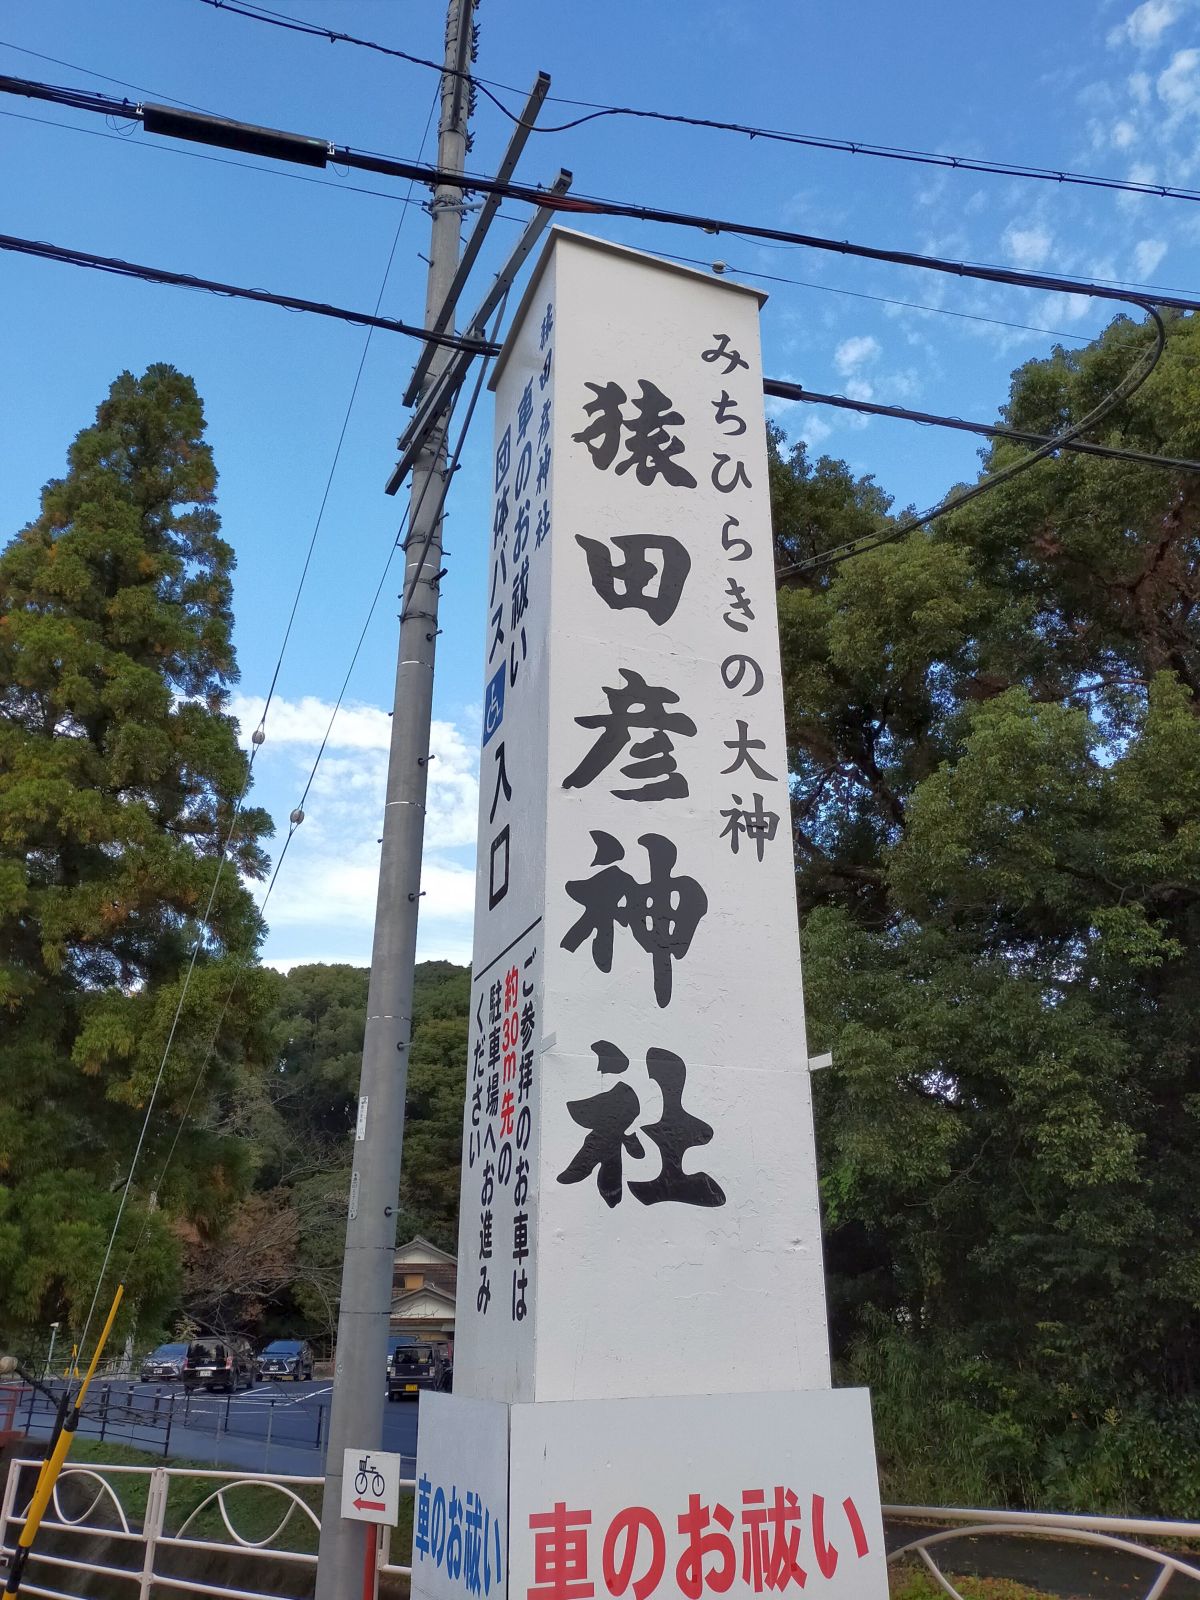 みちひらきの大神
猿田彦神社
車のお祓い
猿田彦神社
車のお祓い
団体バス
入口
ご参拝のお車は
約30m先の
駐車場へお進み
ください
車のお祓い